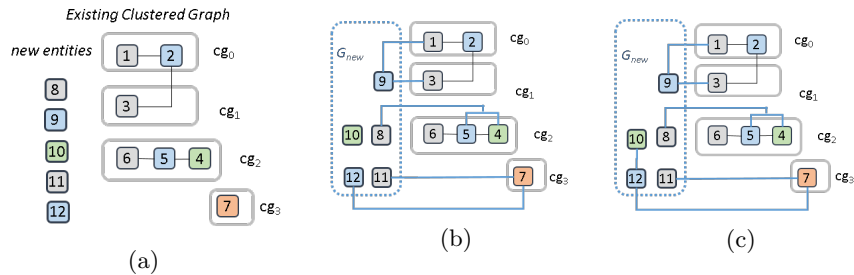 Existing Clustered Graph
new entities
1 2 cg0
3 cg1
6 5 4 cg2
7 cg3
8
9
10
11
12
(a)
Gnew
1 2 cg0
9 3 cg1
10 8 6 5 4 cg2
12 11 7 cg3
(b)
Gnew
1 2 cg0
9 3 cg1
10 8 6 5 4 cg2
12 11 7 cg3
(c)